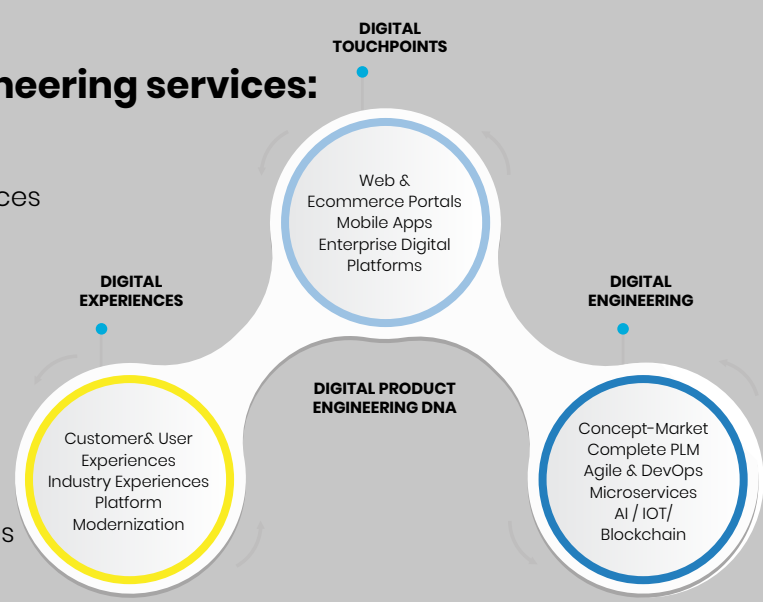 DIGITAL
TOUCHPOINTS
neering services:
ces
Web &
Ecommerce Portals
Mobile Apps
Enterprise Digital
Platforms
DIGITAL
EXPERIENCES
DIGITAL
ENGINEERING
DIGITAL PRODUCT
ENGINEERING DNA
Customer& User
Experiences
Industry Experiences
Platform
Modernization
Concept-Market
Complete PLM
Agile & DevOps
Microservices
AI / IOT/
Blockchain
s